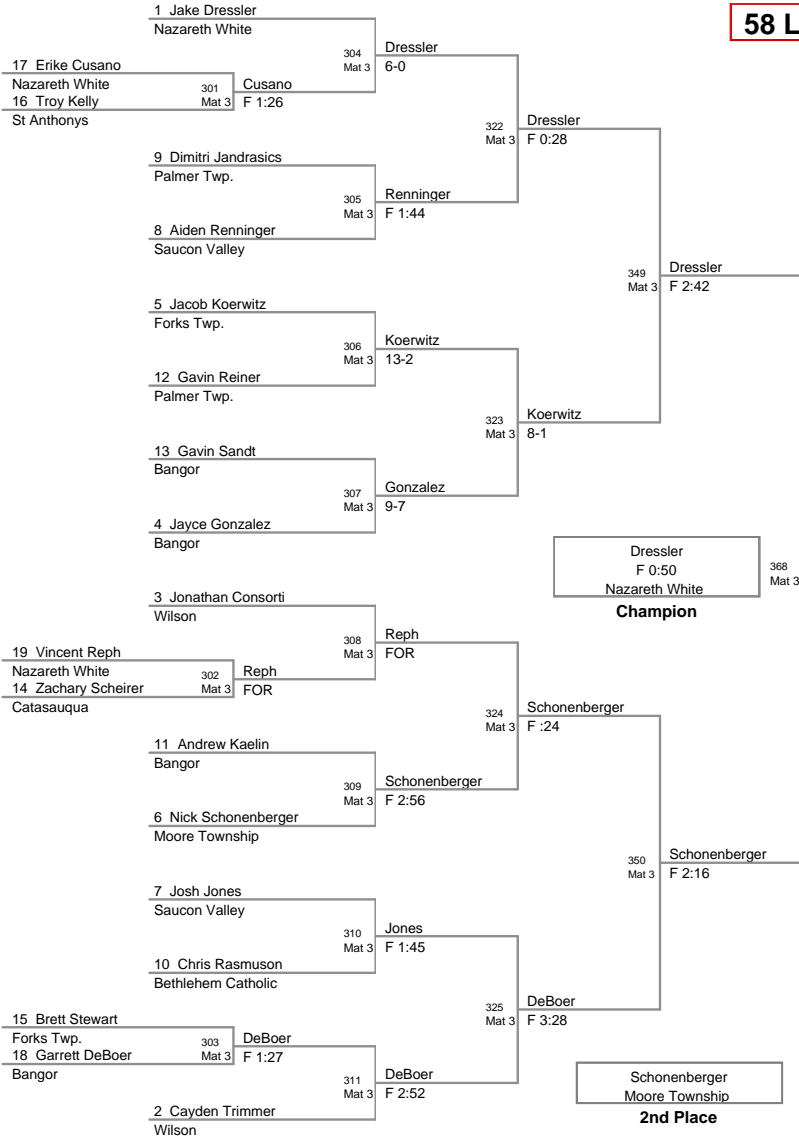 1 Jake Dressler
Nazareth White
58 L
304
Mat 3
Dressler
6-0
17 Erike Cusano
Nazareth White
301
Mat 3
Cusano
F 1:26
16 Troy Kelly
St Anthonys
322
Mat 3
Dressler
F 0:28
9 Dimitri Jandrasics
Palmer Twp.
305
Mat 3
Renninger
F 1:44
8 Aiden Renninger
Saucon Valley
349
Mat 3
Dressler
F 2:42
5 Jacob Koerwitz
Forks Twp.
306
Mat 3
Koerwitz
13-2
12 Gavin Reiner
Palmer Twp.
323
Mat 3
Koerwitz
8-1
13 Gavin Sandt
Bangor
307
Mat 3
Gonzalez
9-7
4 Jayce Gonzalez
Bangor
Dressler
F 0:50
Nazareth White
Champion
368
Mat 3
3 Jonathan Consorti
Wilson
308
Mat 3
Reph
FOR
19 Vincent Reph
Nazareth White
302
Mat 3
Reph
FOR
14 Zachary Scheirer
Catasauqua
324
Mat 3
Schonenberger
F :24
11 Andrew Kaelin
Bangor
309
Mat 3
Schonenberger
F 2:56
6 Nick Schonenberger
Moore Township
350
Mat 3
Schonenberger
F 2:16
7 Josh Jones
Saucon Valley
310
Mat 3
Jones
F 1:45
10 Chris Rasmuson
Bethlehem Catholic
325
Mat 3
DeBoer
F 3:28
15 Brett Stewart
Forks Twp.
303
Mat 3
DeBoer
F 1:27
18 Garrett DeBoer
Bangor
311
Mat 3
DeBoer
F 2:52
2 Cayden Trimmer
Wilson
Schonenberger
Moore Township
2nd Place